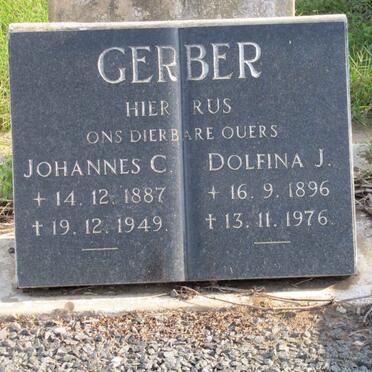 GERBER
HIER RUS
ONS DIERBARE OUERS
JOHANNES C.
+ 14. 12. 1887
✝ 19. 12. 1949.
DOLFINA J.
+ 16. 9. 1896
✝ 13. 11. 1976.